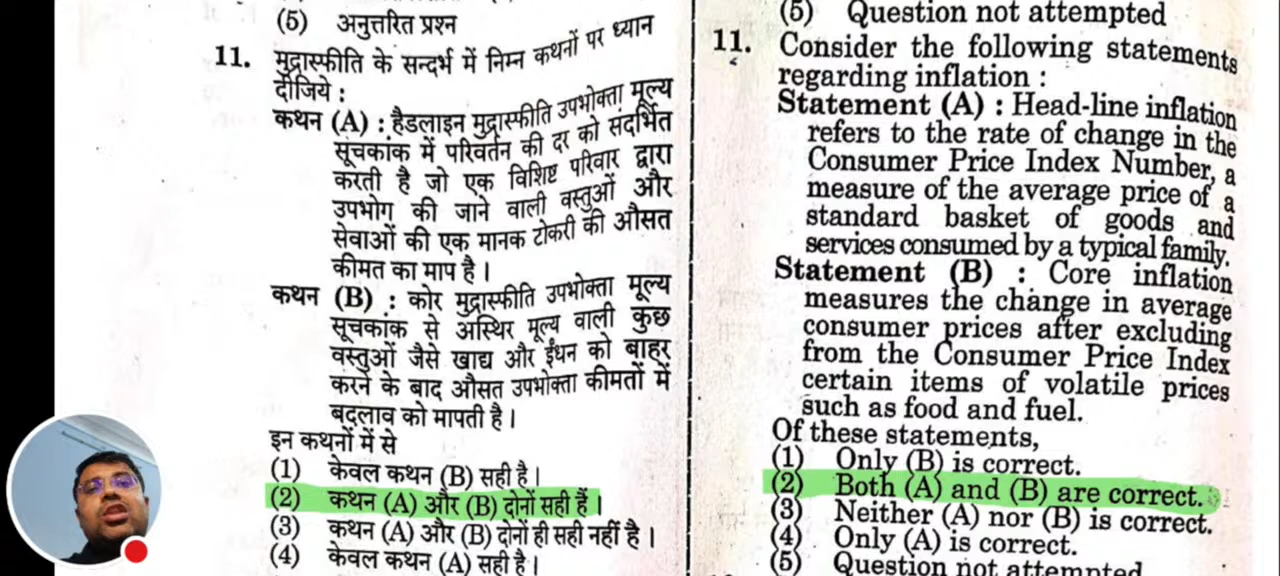 (5) अनुत्तरित प्रश्न
11. मुद्रास्फीति के सन्दर्भ में निम्न कथनों पर ध्यान
दीजिये :
कथन (A) : हैडलाइन मुद्रास्फीति उपभोक्ता मूल्य
सूचकांक में परिवर्तन की दर को संदर्भित
करती है जो एक विशिष्ट परिवार द्वारा
उपभोग की जाने वाली वस्तुओं और
सेवाओं की एक मानक टोकरी की औसत
कीमत का माप है।
कथन (B) : कोर मुद्रास्फीति उपभोक्ता मूल्य
सूचकांक से अस्थिर मूल्य वाली कुछ
वस्तुओं जैसे खाद्य और ईंधन को बाहर
करने के बाद औसत उपभोक्ता कीमतों में
बदलाव को मापती है।
इन कथनों में से
(1) केवल कथन (B) सही है।
(2) कथन (A) और (B) दोनों सही हैं।
(3) कथन (A) और (B) दोनों ही सही नहीं है।
(4) केवल कथन (A) सही है।
(5) Question not attempted
11. Consider the following statements
regarding inflation :
Statement (A) : Head-line inflation
refers to the rate of change in the
Consumer Price Index Number, a
measure of the average price of a
standard basket of goods and
services consumed by a typical family.
Statement (B) : Core inflation
measures the change in average
consumer prices after excluding
from the Consumer Price Index
certain items of volatile prices
such as food and fuel.
Of these statements,
(1) Only (B) is correct.
(2) Both (A) and (B) are correct.
(3) Neither (A) nor (B) is correct.
(4) Only (A) is correct.
(5) Question not attempted